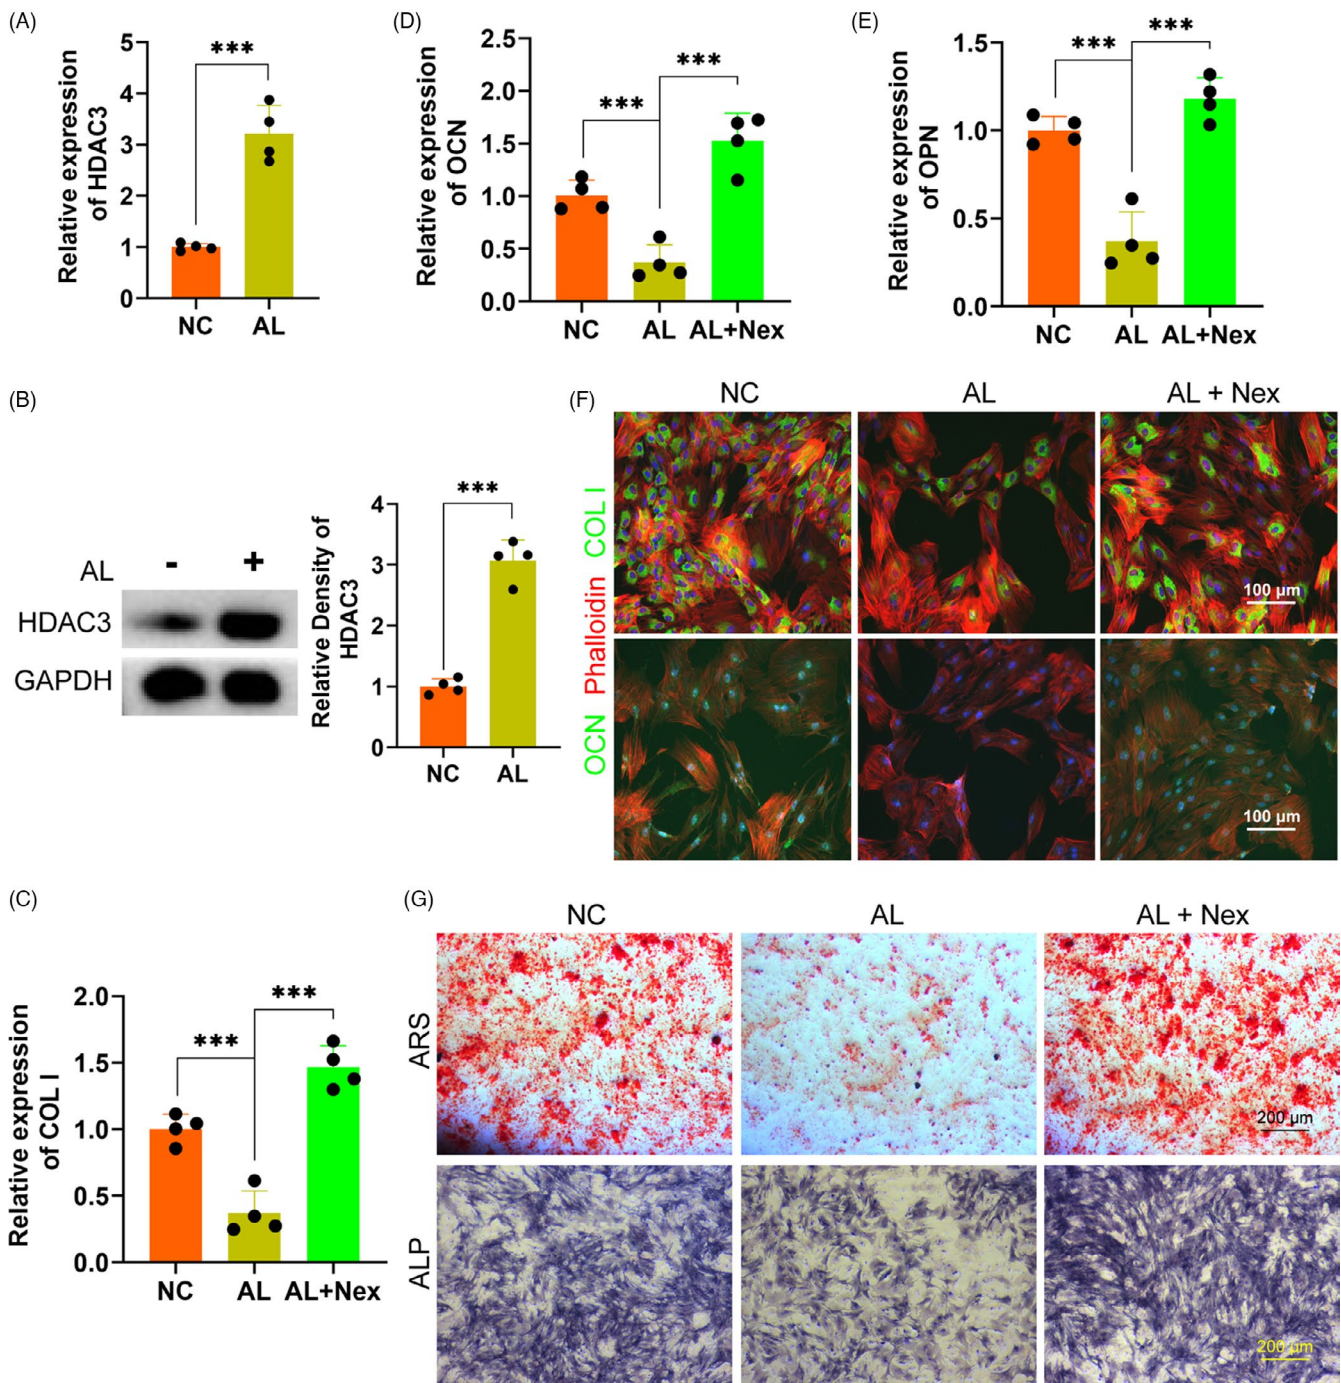 (A)
Relative expression
of HDAC3
5
4
3
2
1
0
***
NC AL
(D)
Relative expression
of OCN
2.5
2.0
1.5
1.0
0.5
0.0
***
***
NC AL AL+Nex
(E)
Relative expression
of OPN
1.5
1.0
0.5
0.0
***
***
NC AL AL+Nex
(B)
AL - +
HDAC3
GAPDH
Relative Density of
HDAC3
4
3
2
1
0
***
NC AL
(F)
NC AL AL + Nex
OCN Phalloidin COL I
100 µm
100 µm
(C)
Relative expression
of COL I
2.0
1.5
1.0
0.5
0.0
***
***
NC AL AL+Nex
(G)
NC AL AL + Nex
ARS
200 µm
ALP
200 µm